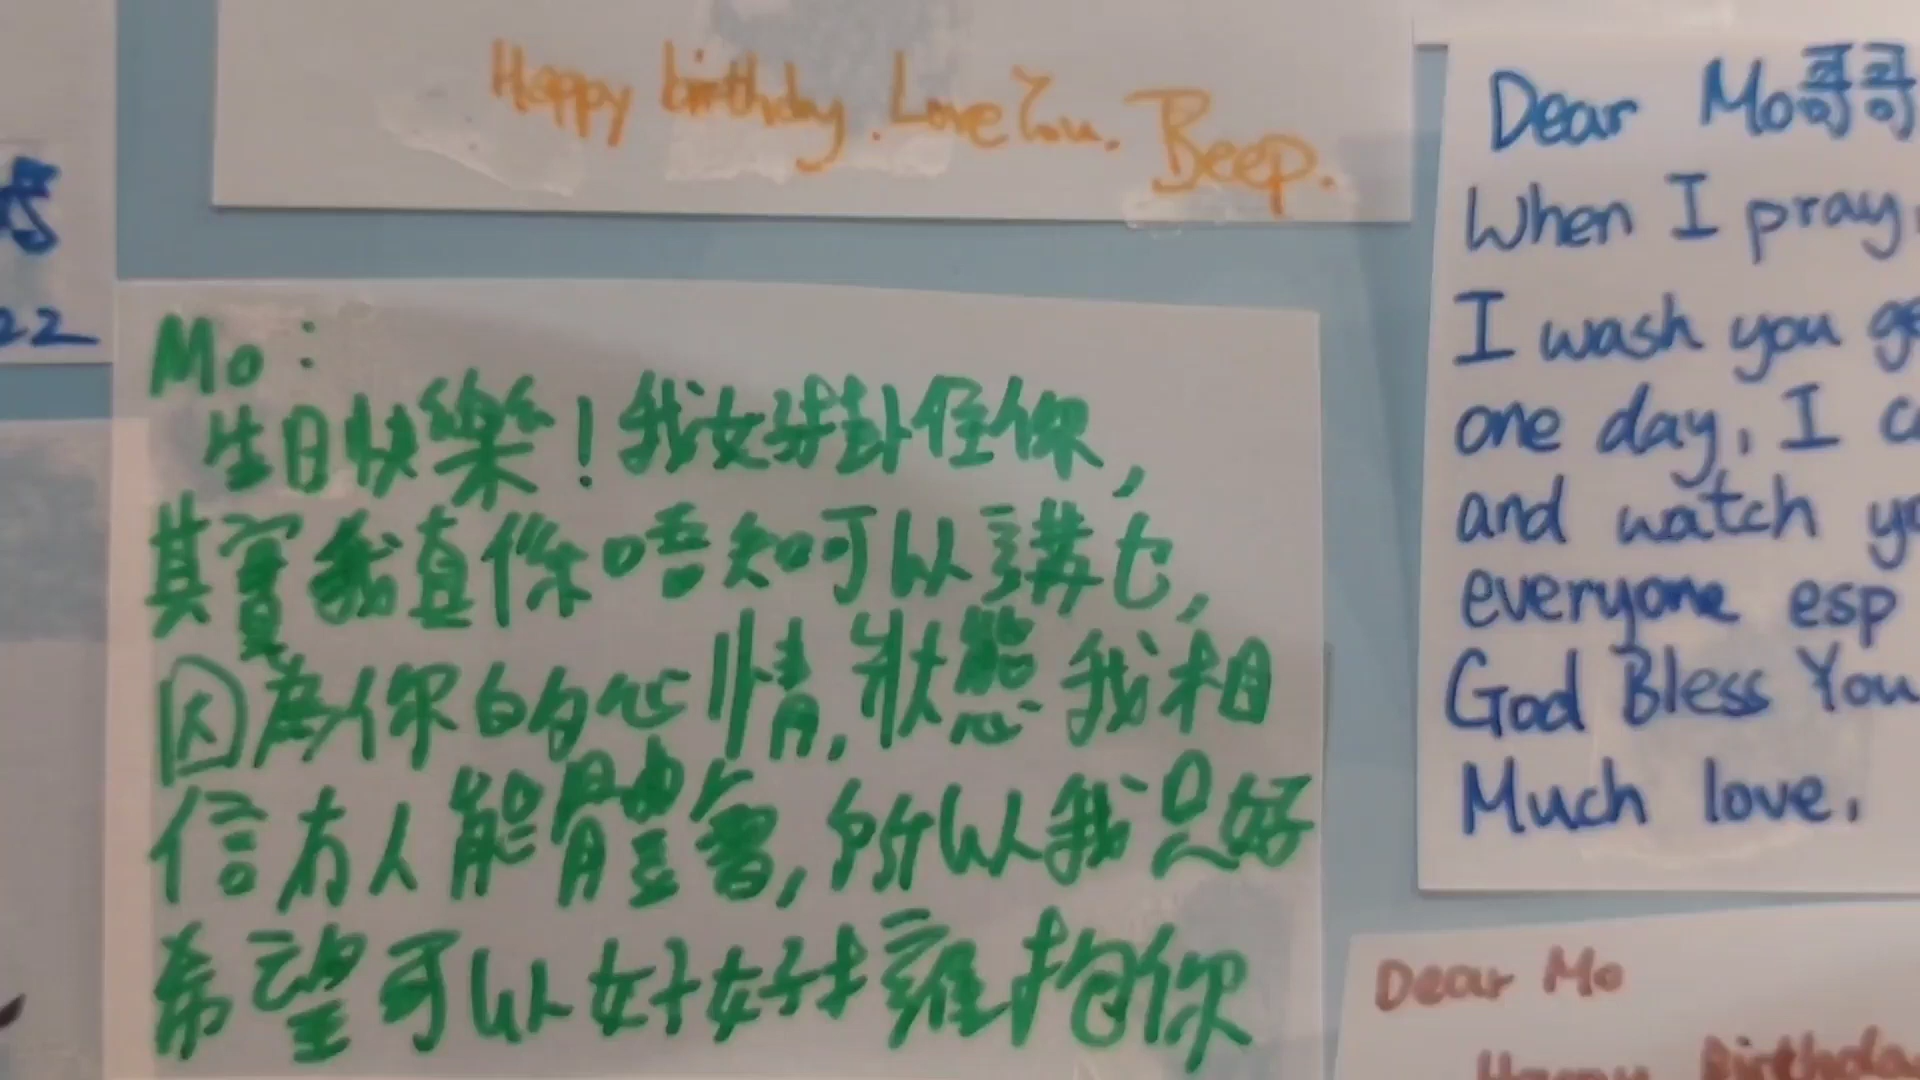 Happy birthday. Love You. Beep.
22
Mo:
生日快樂!我好掛住你,
其實我真係唔知可以講乜,
因為你的心情,狀態我相
信冇人能體會,所以我只好
希望可以好好擁抱你
Dear Mo哥哥
When I pray,
I wash you
one day, I
and watch
everyone esp
God Bless You
Much love.
Dear Mo
Happy Birthda